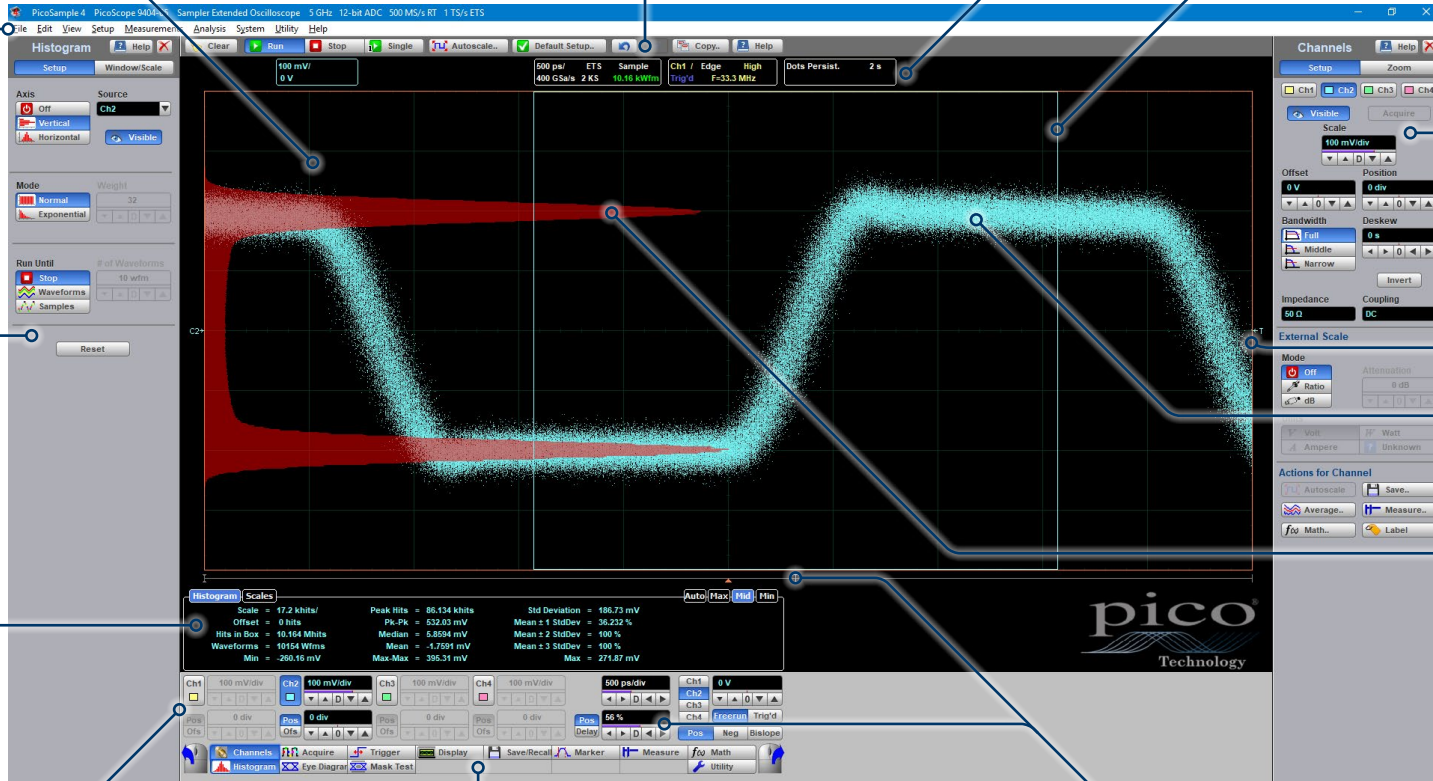 PicoSample 4 PicoScope 9404-05 Sampler Extended Oscilloscope 5 GHz 12-bit ADC 500 MS/s RT 1 TS/s ETS
File Edit View Setup Measurement Analysis System Utility Help
Histogram Help
Clear Run Stop Single Autoscale.. Default Setup.. Copy.. Help
Channels Help
Setup Window/Scale
Setup Zoom
100 mV/
0 V
500 ps/ ETS Sample
400 GSa/s 2 KS 10.16 kWfm
Ch1 / Edge High
Trig'd F=33.3 MHz
Dots Persist. 2 s
Axis Source
Off
Vertical
Horizontal
Ch2
Visible
Mode Weight
Normal
Exponential
32
D
Run Until # of Waveforms
Stop
Waveforms
Samples
10 wfm
D
Reset
C2
T
Ch1 Ch2 Ch3 Ch4
Visible Acquire
Scale
100 mV/div
D
Offset Position
0 V 0 div
0 0
Bandwidth Deskew
Full
Middle
Narrow
0 s
0
Invert
Impedance Coupling
50 Ω DC
External Scale
Mode
Off
Ratio
dB
Attenuation
0 dB
0
Volt Watt
Ampere Unknown
Actions for Channel
Autoscale Save..
Average.. Measure..
f(x) Math.. Label
Histogram Scales
Auto Max Mid Min
Scale = 17.2 khits/ Peak Hits = 86.134 khits Std Deviation = 186.73 mV
Offset = 0 hits Pk-Pk = 532.03 mV Mean ± 1 StdDev = 36.232 %
Hits in Box = 10.164 Mhits Median = 5.8594 mV Mean ± 2 StdDev = 100 %
Waveforms = 10154 Wfms Mean = -1.7591 mV Mean ± 3 StdDev = 100 %
Min = -260.16 mV Max-Max = 395.31 mV Max = 271.87 mV
pico
Technology
Ch1 100 mV/div Ch2 100 mV/div Ch3 100 mV/div Ch4 100 mV/div 500 ps/div Ch1 0 V
D D D D D Ch2 0
Ch3
Pos 0 div Pos 0 div Pos 0 div Pos 0 div Pos 56 % Ch4 Freerun Trig'd
Ofs 0 Ofs D Ofs 0 Ofs 0 Delay D Pos Neg Bislope
Channels Acquire Trigger Display Save/Recall Marker Measure f(x) Math
Histogram Eye Diagram Mask Test Utility